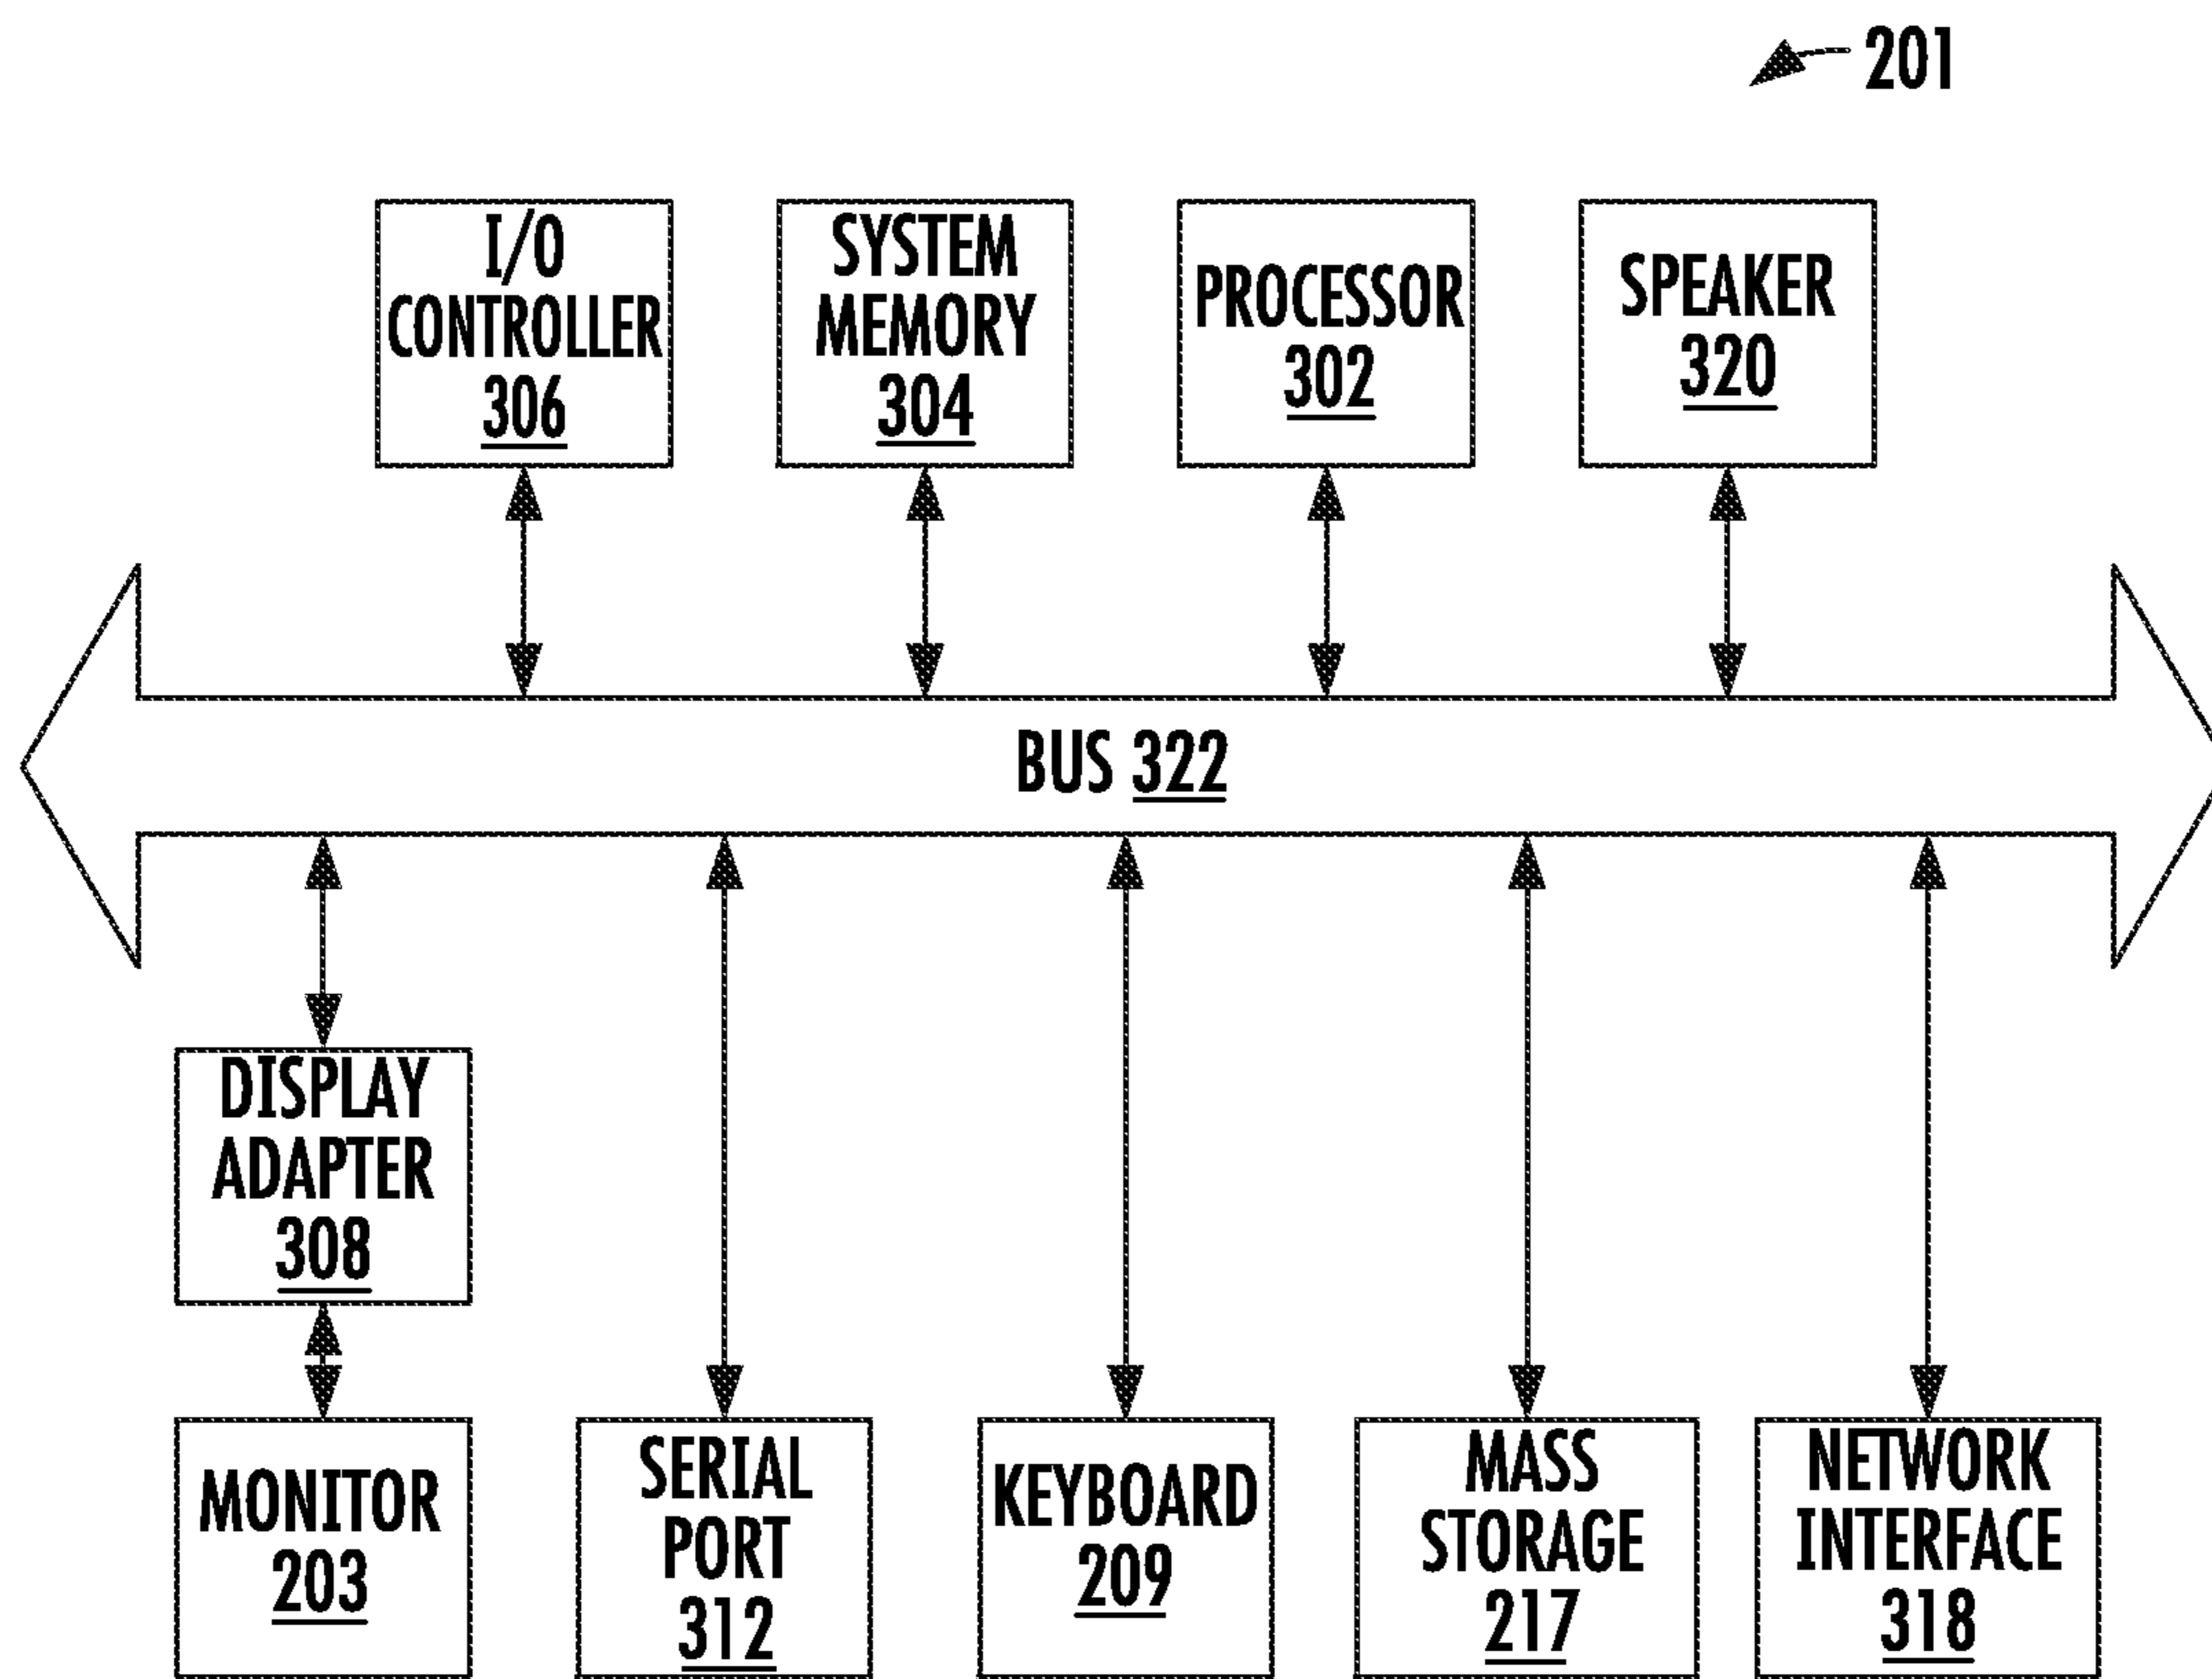 201
I/O
CONTROLLER
306
SYSTEM
MEMORY
304
PROCESSOR
302
SPEAKER
320
BUS 322
DISPLAY
ADAPTER
308
MONITOR
203
SERIAL
PORT
312
KEYBOARD
209
MASS
STORAGE
217
NETWORK
INTERFACE
318